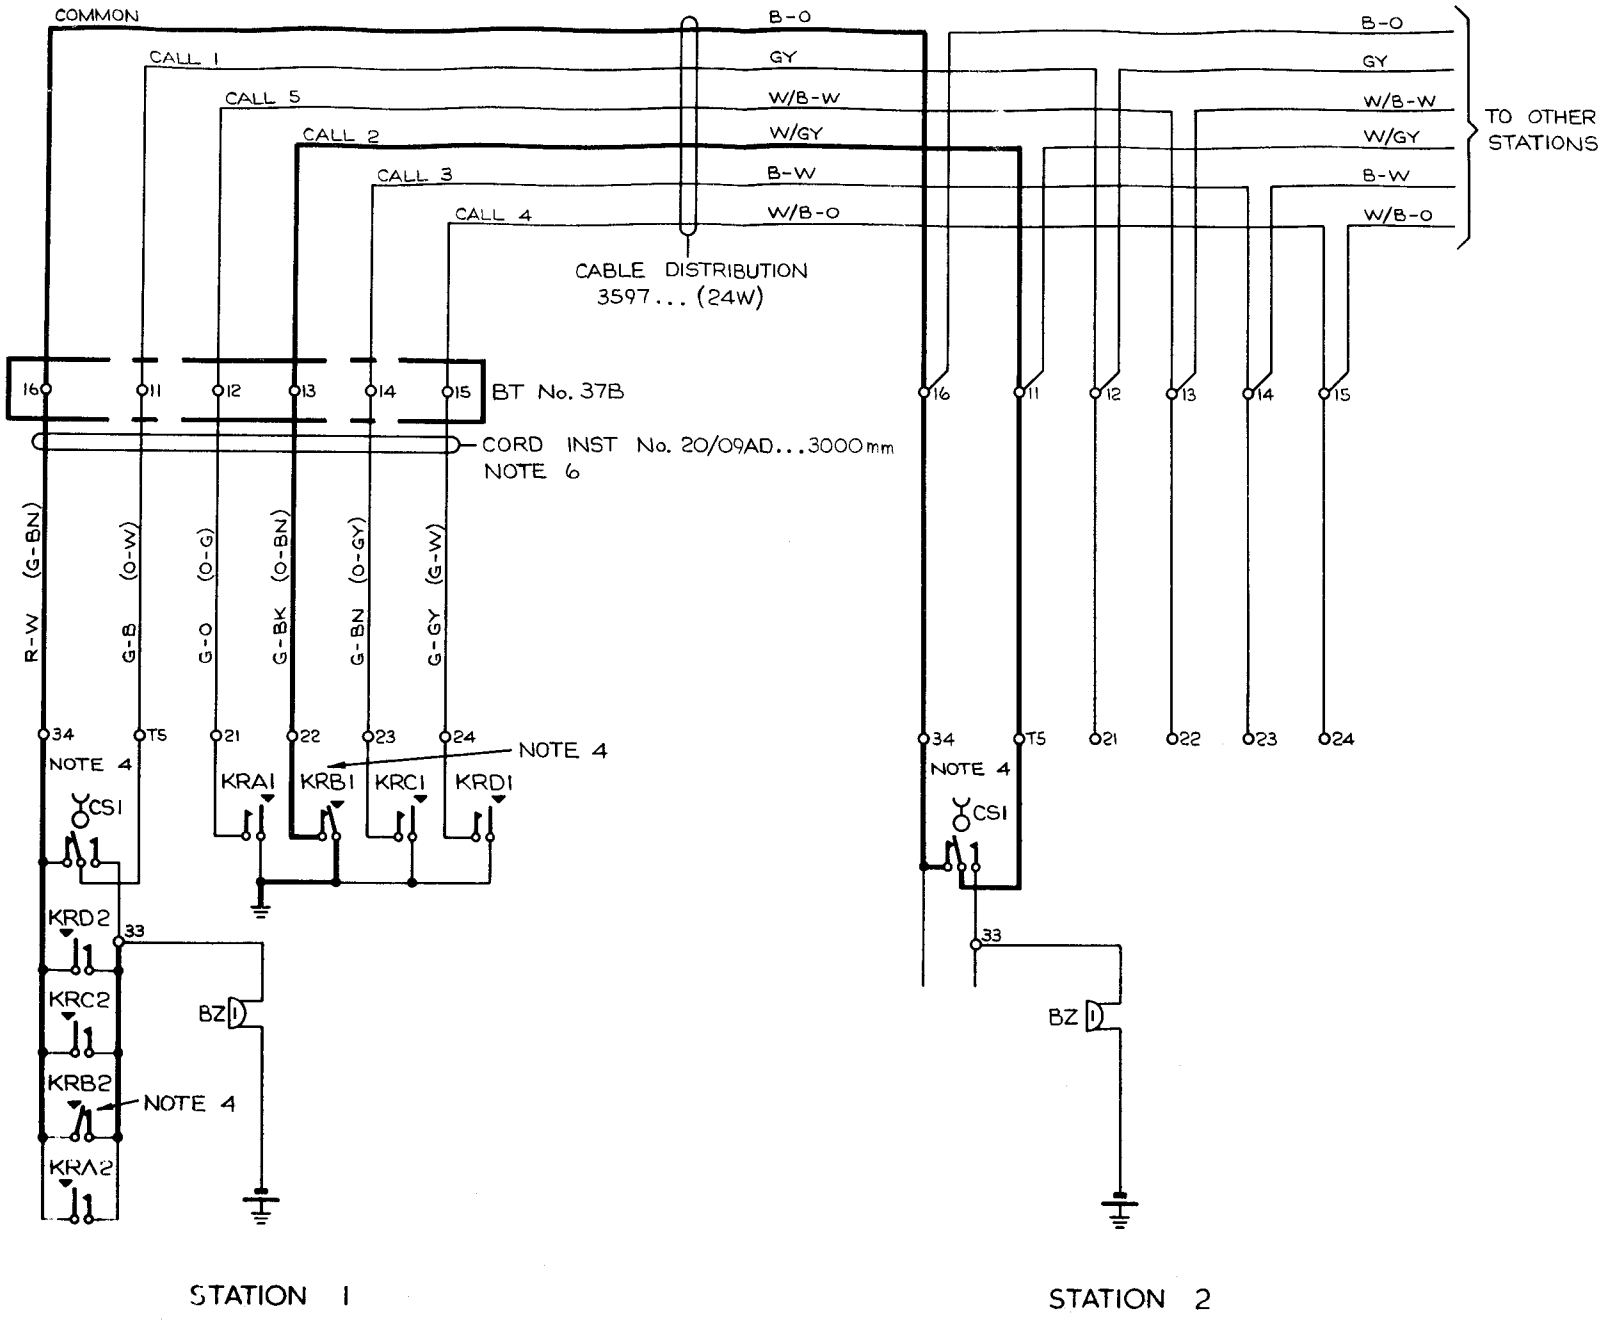 COMMON B-O B-O
CALL 1 GY GY
CALL 5 W/B-W W/B-W
CALL 2 W/GY W/GY
CALL 3 B-W B-W
CALL 4 W/B-O W/B-O
TO OTHER
STATIONS
CABLE DISTRIBUTION
3597... (24W)
16 11 12 13 14 15 BT No. 37B
16 11 12 13 14 15
CORD INST No. 20/09AD...3000mm
NOTE 6
R-W (G-BN)
G-B (O-W)
G-O (O-G)
G-BK (O-BN)
G-BN (O-GY)
G-GY (G-W)
34 T5 21 22 23 24
34 T5 21 22 23 24
NOTE 4
NOTE 4
NOTE 4
KRA1 KRB1 KRC1 KRD1
CS1
CS1
KRD2
33
33
KRC2
BZ 1
BZ 1
KRB2
NOTE 4
KRA2
STATION 1
STATION 2